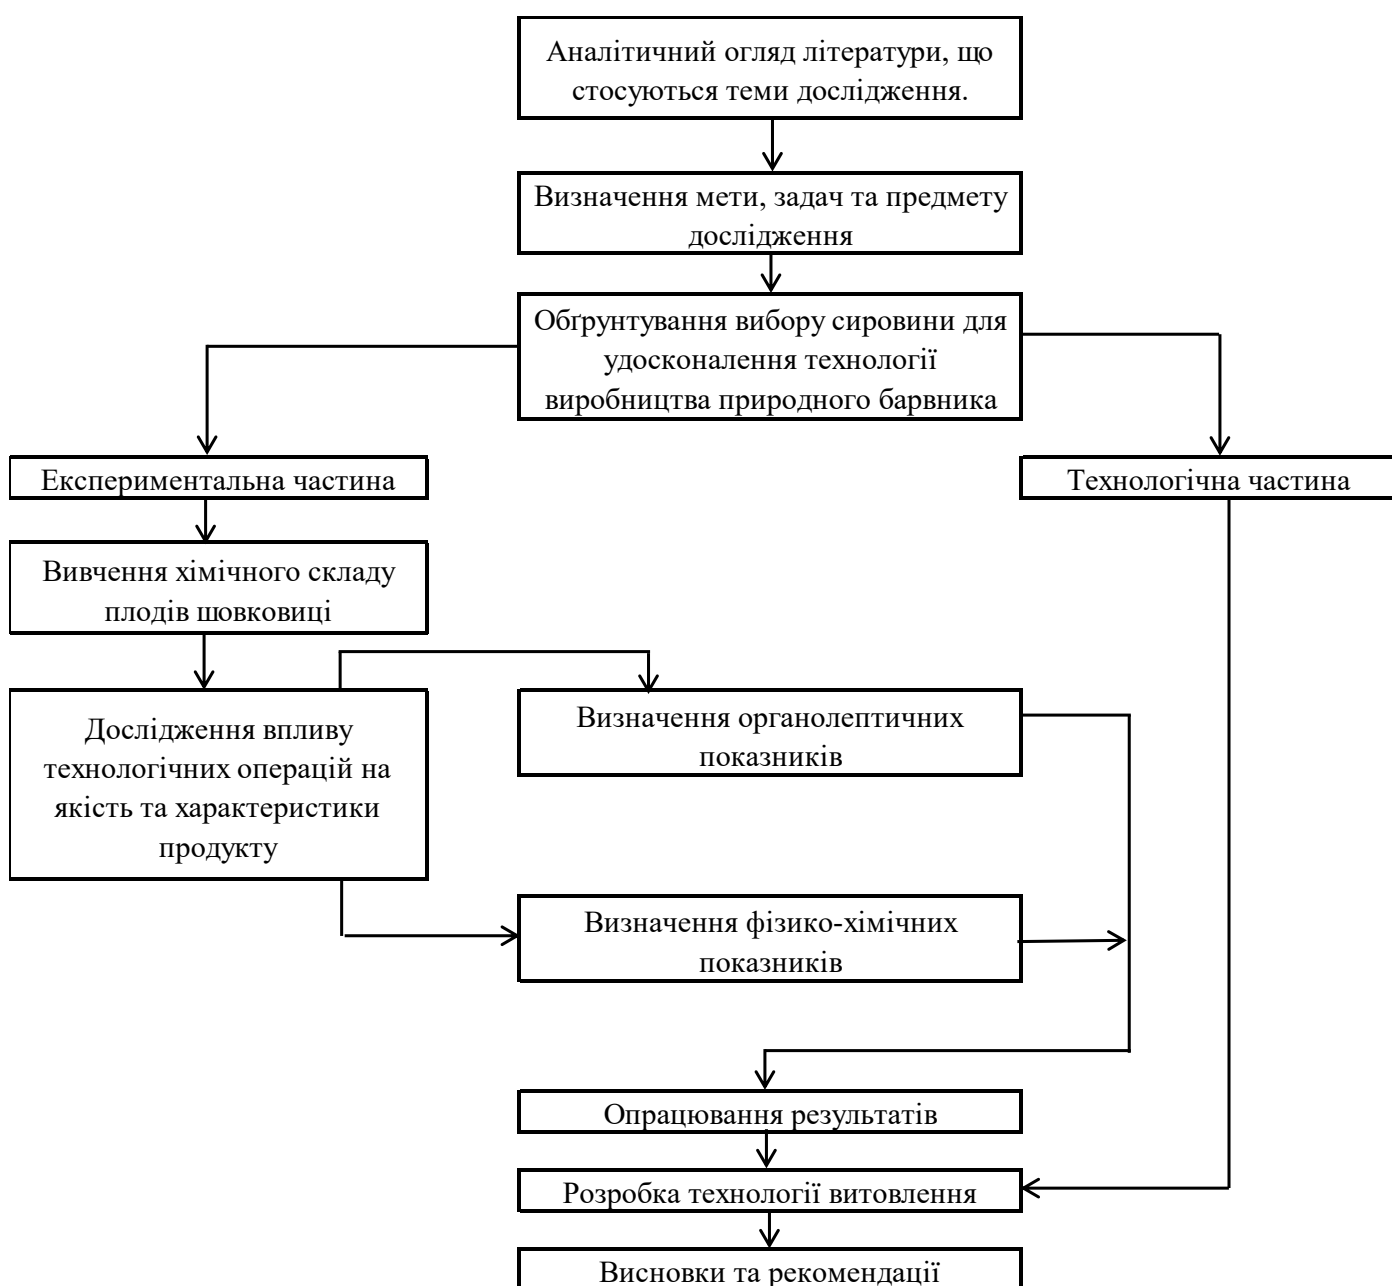 Аналітичний огляд літератури, що
стосуються теми дослідження.
Визначення мети, задач та предмету
дослідження
Обґрунтування вибору сировини для
удосконалення технології
виробництва природного барвника
Експериментальна частина
Технологічна частина
Вивчення хімічного складу
плодів шовковиці
Дослідження впливу
технологічних операцій на
якість та характеристики
продукту
Визначення органолептичних
показників
Визначення фізико-хімічних
показників
Опрацювання результатів
Розробка технології витовлення
Висновки та рекомендації